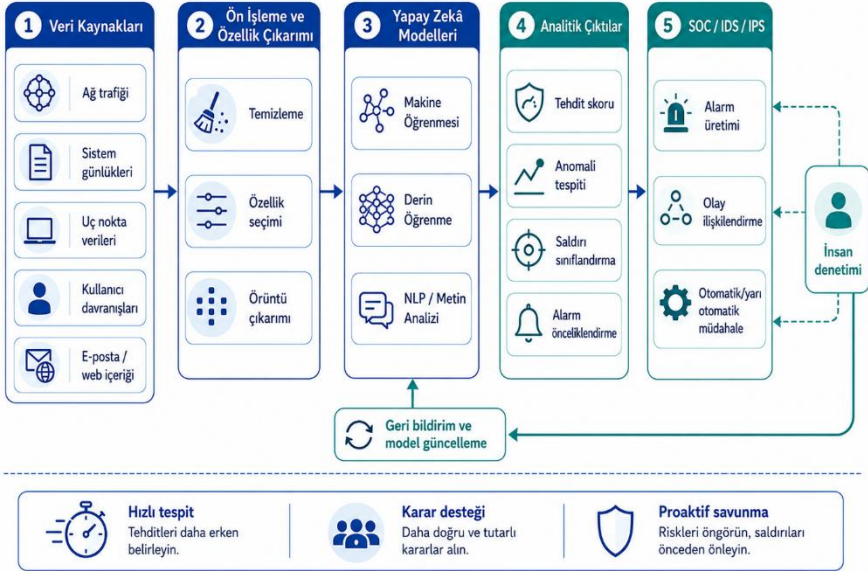 1 Veri Kaynakları
Ağ trafiği
Sistem
günlükleri
Uç nokta
verileri
Kullanıcı
davranışları
E-posta /
web içeriği
2 Ön İşleme ve
Özellik Çıkarımı
Temizleme
Özellik
seçimi
Örüntü
çıkarımı
3 Yapay Zekâ
Modelleri
Makine
Öğrenmesi
Derin
Öğrenme
NLP / Metin
Analizi
4 Analitik Çıktılar
Tehdit skoru
Anomali
tespiti
Saldırı
sınıflandırma
Alarm
önceliklendirme
5 SOC / IDS / IPS
Alarm
üretimi
Olay
ilişkilendirme
Otomatik/yarı
otomatik
müdahale
İnsan
denetimi
Geri bildirim ve
model güncelleme
Hızlı tespit
Tehditleri daha erken
belirleyin.
Karar desteği
Daha doğru ve tutarlı
kararlar alın.
Proaktif savunma
Riskleri öngörün, saldırıları
önceden önleyin.